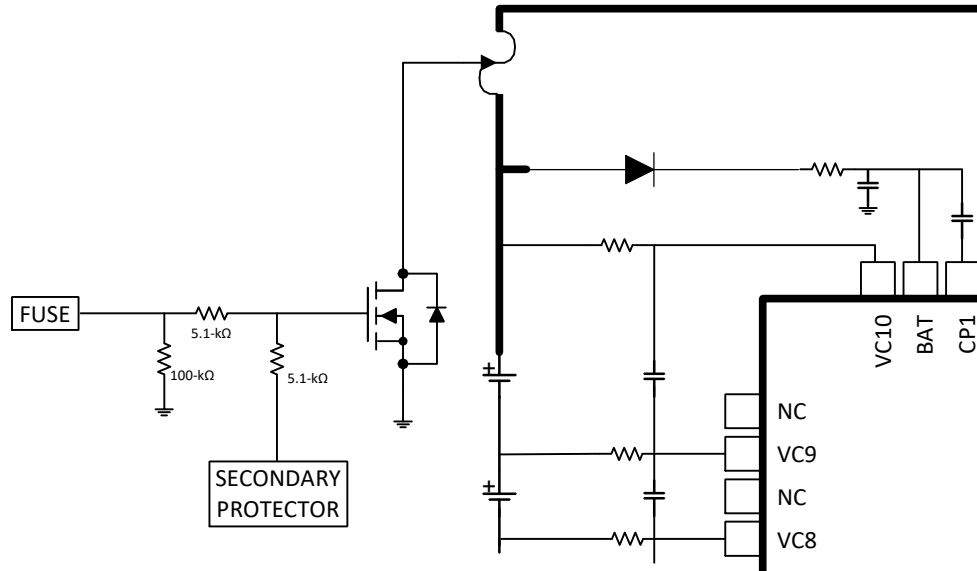 FUSE
5.1-kΩ
100-kΩ
5.1-kΩ
SECONDARY
PROTECTOR
+
+
VC10
BAT
CP1
NC
VC9
NC
VC8